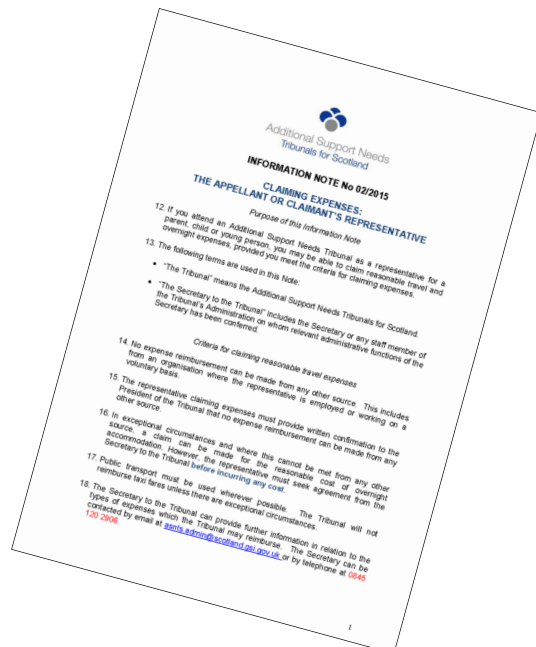 Additional Support Needs
Tribunals for Scotland
INFORMATION NOTE No 02/2015
CLAIMING EXPENSES:
THE APPELLANT OR CLAIMANT'S REPRESENTATIVE
Purpose of this Information Note
12. If you attend an Additional Support Needs Tribunal as a representative for a
parent, child or young person, you may be able to claim reasonable travel and
overnight expenses, provided you meet the criteria for claiming expenses.
13. The following terms are used in this Note:
• "The Tribunal" means the Additional Support Needs Tribunals for Scotland.
• "The Secretary to the Tribunal" includes the Secretary or any staff member of
the Tribunal's Administration on whom relevant administrative functions of the
Secretary has been conferred.
Criteria for claiming reasonable travel expenses
14. No expense reimbursement can be made from any other source. This includes
from an organisation where the representative is employed or working on a
voluntary basis.
15. The representative claiming expenses must provide written confirmation to the
President of the Tribunal that no expense reimbursement can be made from any
other source.
16. In exceptional circumstances and where this cannot be met from any other
source, a claim can be made for the reasonable cost of overnight
accommodation. However, the representative must seek agreement from the
Secretary to the Tribunal before incurring any cost.
17. Public transport must be used wherever possible. The Tribunal will not
reimburse taxi fares unless there are exceptional circumstances.
18. The Secretary to the Tribunal can provide further information in relation to the
types of expenses which the Tribunal may reimburse. The Secretary can be
contacted by email at asnts.admin@scotland.gsi.gov.uk or by telephone at 0845
120 2906.
1